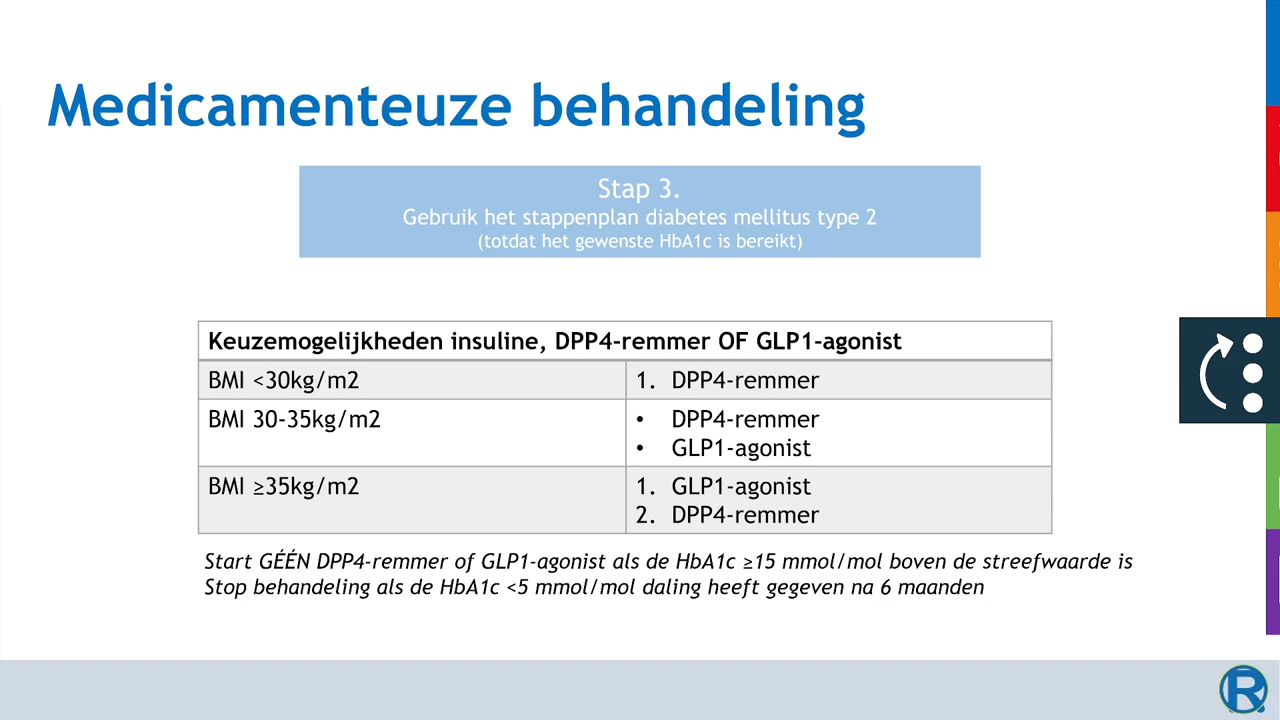 Medicamenteuze behandeling
Stap 3.
Gebruik het stappenplan diabetes mellitus type 2
(totdat het gewenste HbA1c is bereikt)
Keuzemogelijkheden insuline, DPP4-remmer OF GLP1-agonist
BMI <30kg/m2
1. DPP4-remmer
BMI 30-35kg/m2
• DPP4-remmer
• GLP1-agonist
BMI ≥35kg/m2
1. GLP1-agonist
2. DPP4-remmer
Start GÉÉN DPP4-remmer of GLP1-agonist als de HbA1c ≥15 mmol/mol boven de streefwaarde is
Stop behandeling als de HbA1c <5 mmol/mol daling heeft gegeven na 6 maanden
R